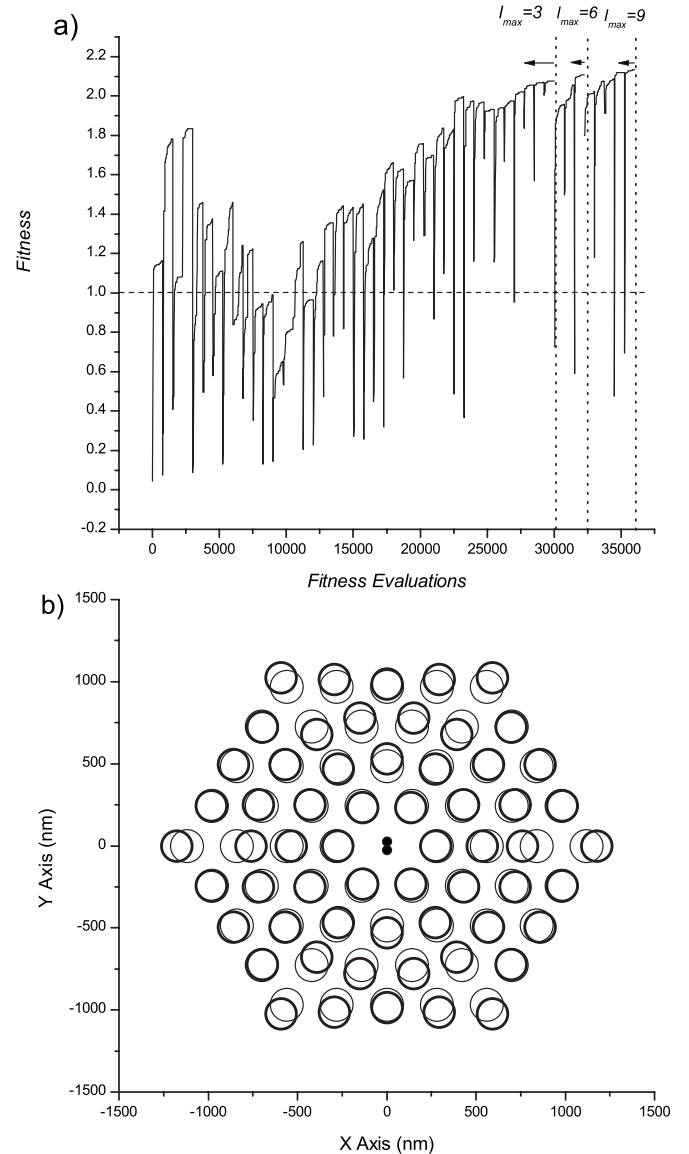 a)
l_max=3 l_max=6 l_max=9
2.2
2.0
1.8
1.6
1.4
1.2
1.0
0.8
0.6
0.4
0.2
0.0
-0.2
Fitness
0 5000 10000 15000 20000 25000 30000 35000
Fitness Evaluations
b)
1500
1000
500
0
-500
-1000
-1500
Y Axis (nm)
-1500 -1000 -500 0 500 1000 1500
X Axis (nm)